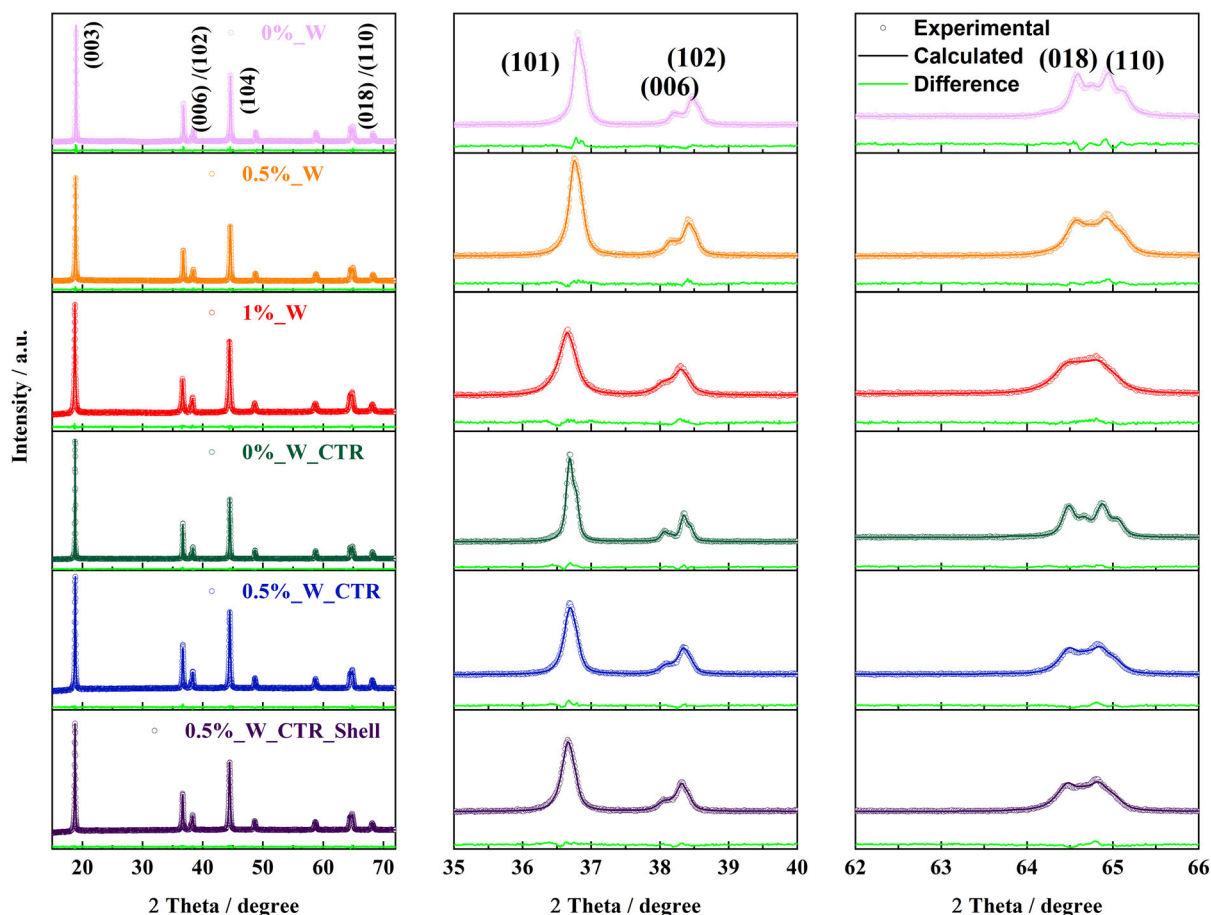 Intensity / a.u.
(003)
(006) /(102)
(104)
(018) /(110)
0%_W
0.5%_W
1%_W
0%_W_CTR
0.5%_W_CTR
0.5%_W_CTR_Shell
20 30 40 50 60 70
2 Theta / degree
(101)
(006)
(102)
35 36 37 38 39 40
2 Theta / degree
Experimental
Calculated
Difference
(018) (110)
62 63 64 65 66
2 Theta / degree